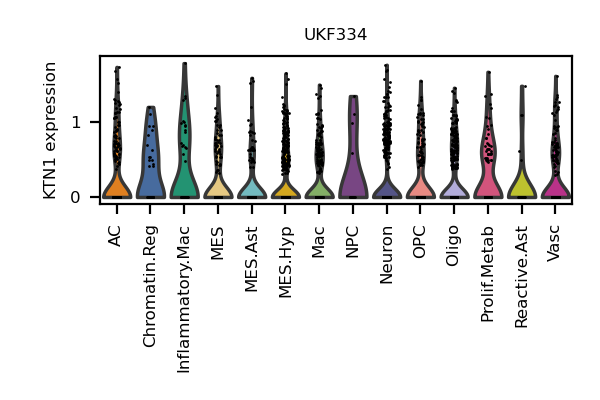 UKF334
KTN1 expression
1
0
AC
Chromatin.Reg
Inflammatory.Mac
MES
MES.Ast
MES.Hyp
Mac
NPC
Neuron
OPC
Oligo
Prolif.Metab
Reactive.Ast
Vasc